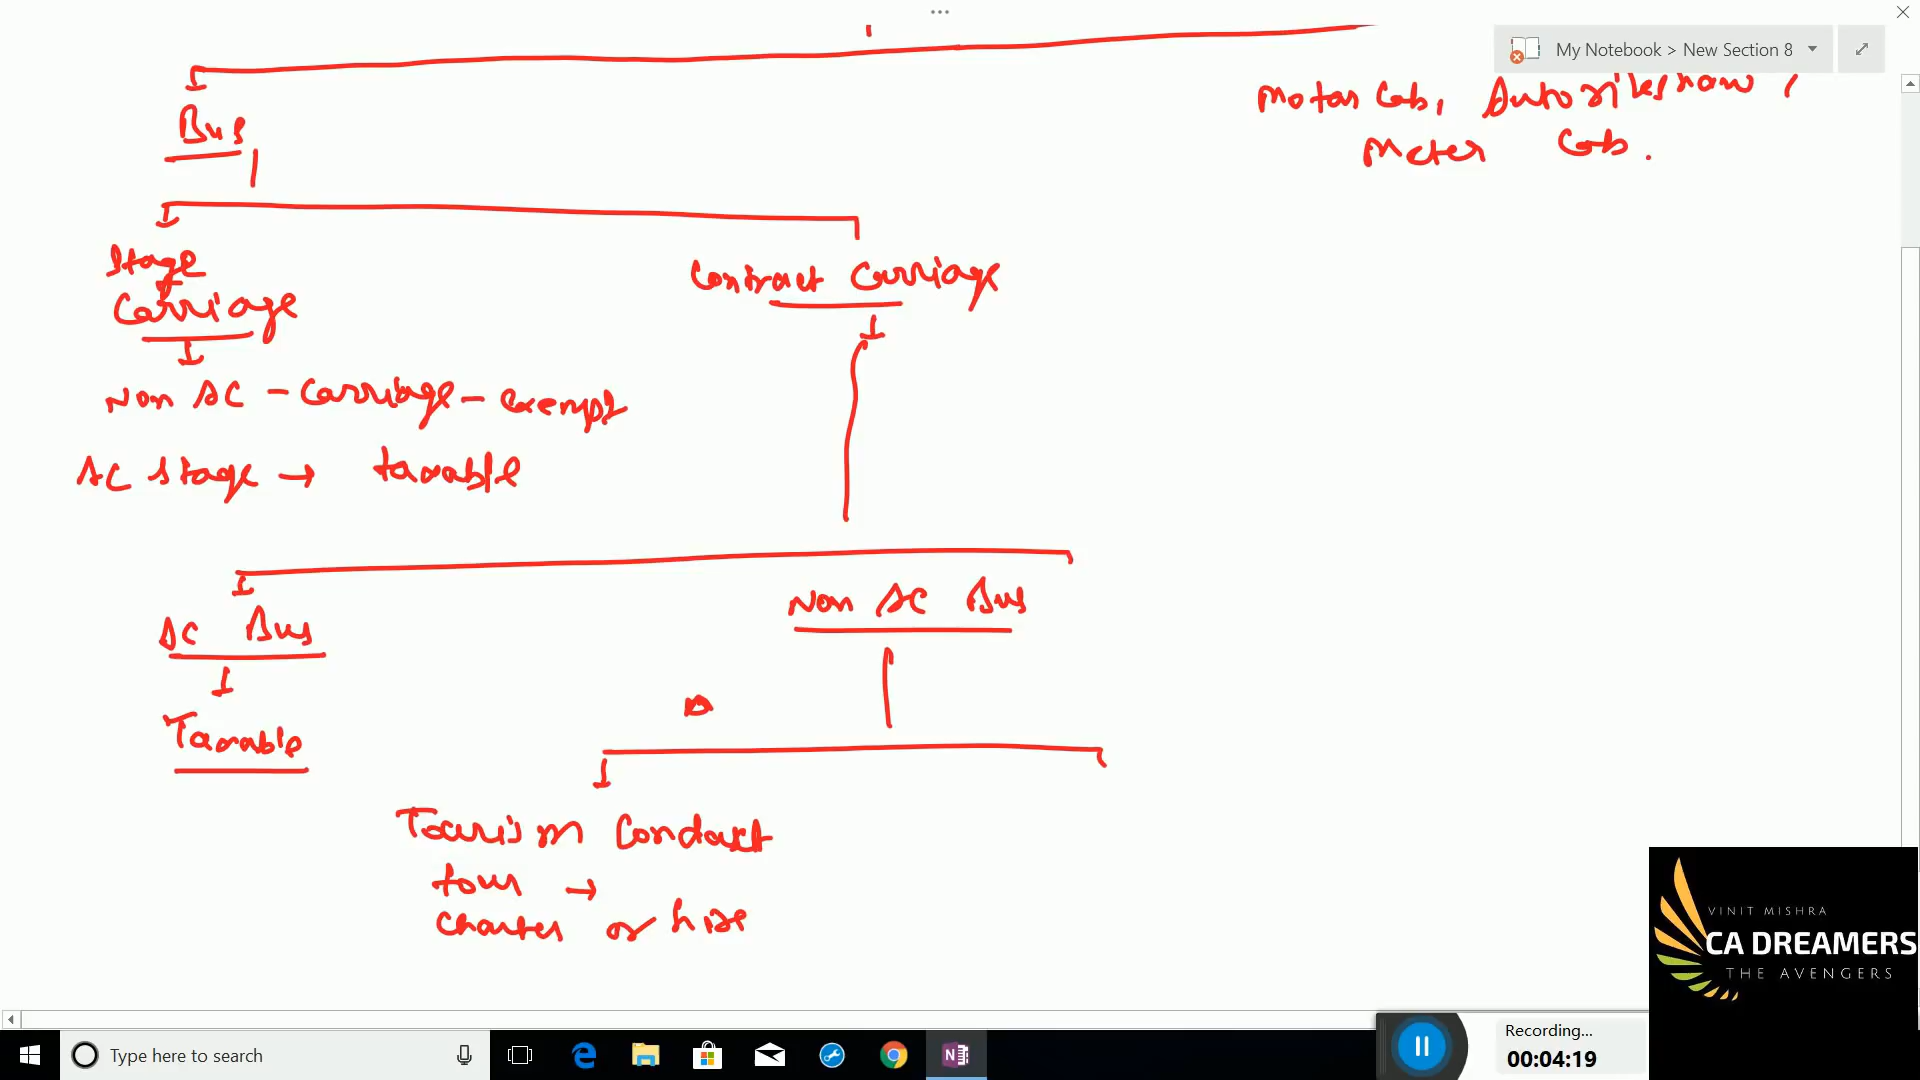 My Notebook > New Section 8
Motor Cab, Autorikshaw,
Meter Cab.
Bus
Stage
Carriage
Contract Carriage
Non AC - Carriage - exempt
AC Stage → taxable
AC Bus
Non AC Bus
Taxable
Tourism Conduct
tour →
Charter or hire
VINIT MISHRA
CA DREAMERS
THE AVENGERS
Type here to search
Recording...
00:04:19